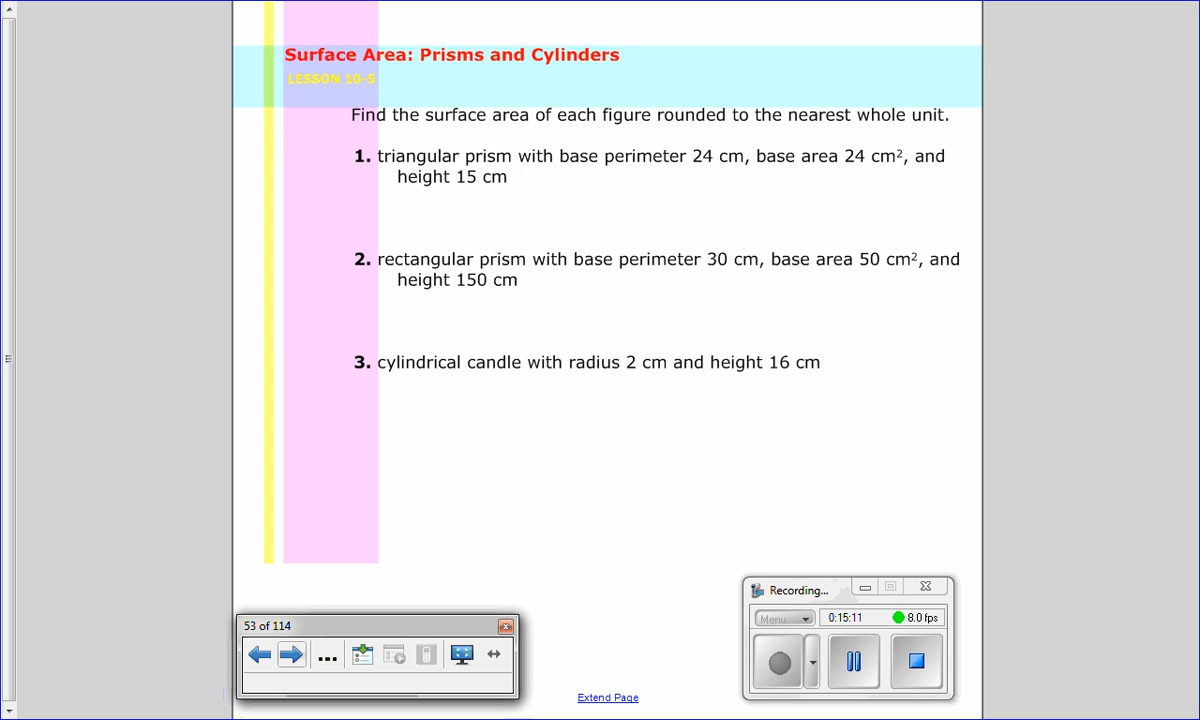 Surface Area: Prisms and Cylinders
LESSON 10-5
Find the surface area of each figure rounded to the nearest whole unit.
1. triangular prism with base perimeter 24 cm, base area 24 cm², and
height 15 cm
2. rectangular prism with base perimeter 30 cm, base area 50 cm², and
height 150 cm
3. cylindrical candle with radius 2 cm and height 16 cm
Recording...
Menu
0:15:11
8.0 fps
53 of 114
Extend Page